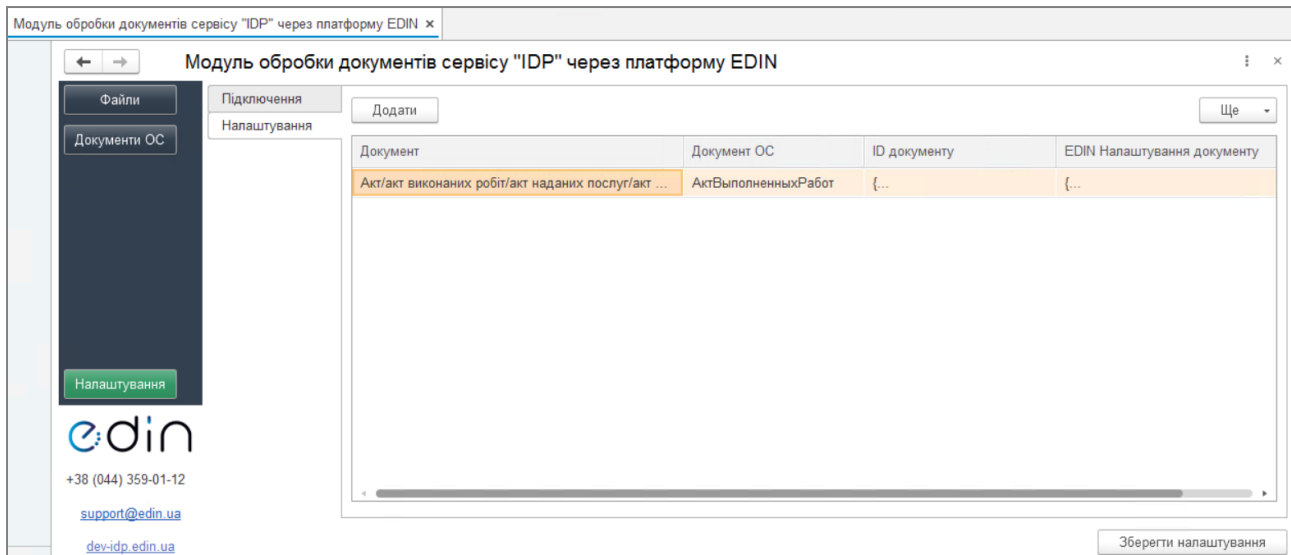 Модуль обробки документів сервісу "IDP" через платформу EDIN ×
← → Модуль обробки документів сервісу "IDP" через платформу EDIN
Файли
Документи ОС
Налаштування
edin
+38 (044) 359-01-12
support@edin.ua
dev-idp.edin.ua
Підключення
Налаштування
Додати
Ще
Документ Документ ОС ID документу EDIN Налаштування документу
Акт/акт виконаних робіт/акт наданих послуг/акт ... АктВыполненныхРабот {... {...
Зберегти налаштування